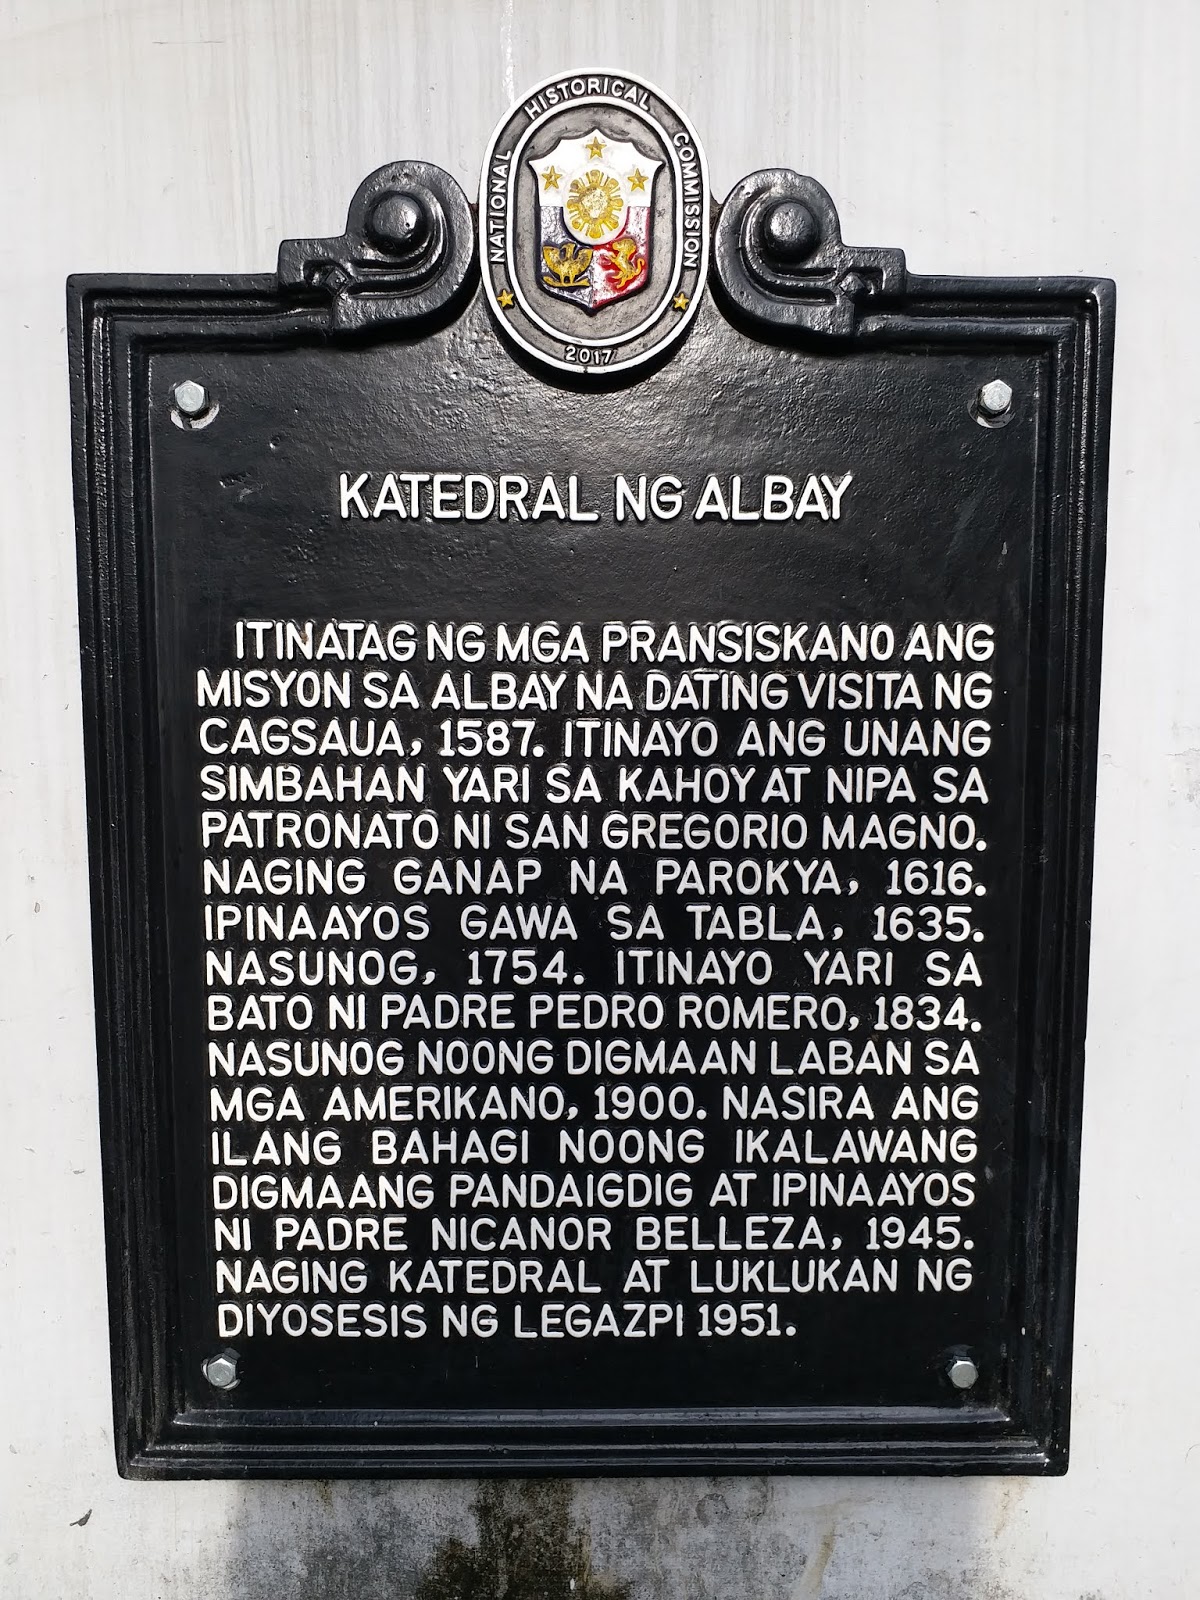 NATIONAL HISTORICAL COMMISSION
2017
KATEDRAL NG ALBAY
ITINATAG NG MGA PRANSISKANO ANG
MISYON SA ALBAY NA DATING VISITA NG
CAGSAUA, 1587. ITINAYO ANG UNANG
SIMBAHAN YARI SA KAHOY AT NIPA SA
PATRONATO NI SAN GREGORIO MAGNO.
NAGING GANAP NA PAROKYA, 1616.
IPINAAYOS GAWA SA TABLA, 1635.
NASUNOG, 1754. ITINAYO YARI SA
BATO NI PADRE PEDRO ROMERO, 1834.
NASUNOG NOONG DIGMAAN LABAN SA
MGA AMERIKANO, 1900. NASIRA ANG
ILANG BAHAGI NOONG IKALAWANG
DIGMAANG PANDAIGDIG AT IPINAAYOS
NI PADRE NICANOR BELLEZA, 1945.
NAGING KATEDRAL AT LUKLUKAN NG
DIYOSESIS NG LEGAZPI 1951.